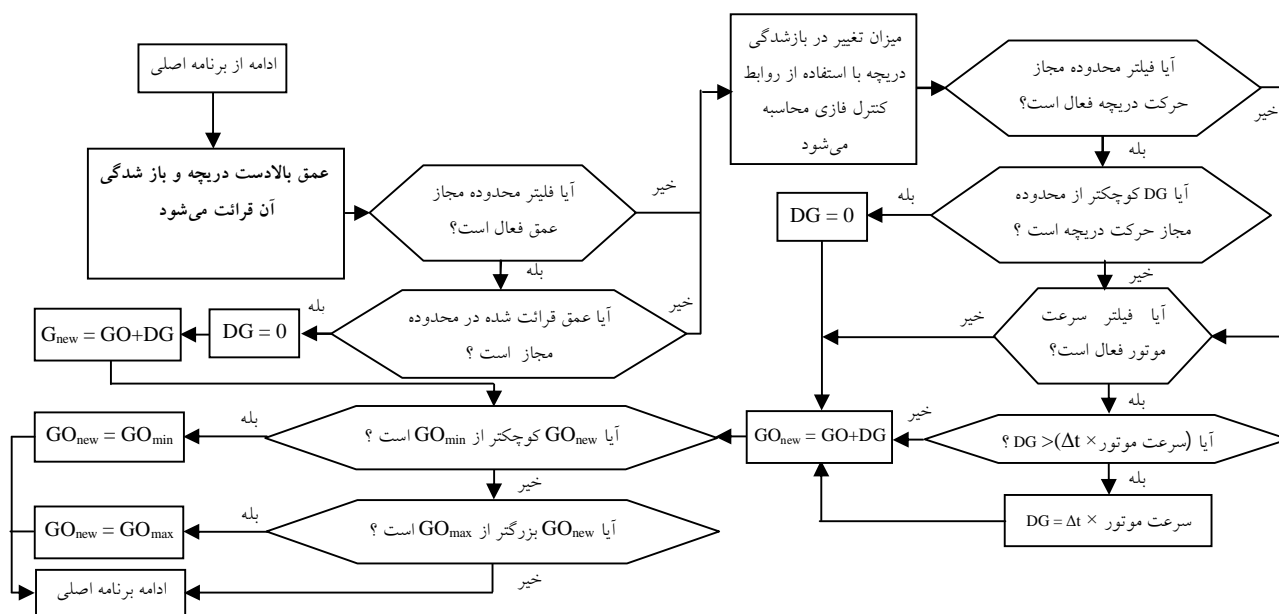 ادامه از برنامه اصلی
عمق بالادست دریچه و باز شدگی
آن قرائت می‌شود
آیا فلیتر محدوده مجاز
عمق فعال است؟
خیر
بله
آیا عمق قرائت شده در محدوده
مجاز است ؟
خیر
بله
DG = 0
Gnew = GO+DG
میزان تغییر در بازشدگی
دریچه با استفاده از روابط
کنترل فازی محاسبه
می‌شود
آیا فیلتر محدوده مجاز
حرکت دریچه فعال است؟
خیر
بله
آیا DG کوچکتر از محدوده
مجاز حرکت دریچه است ؟
بله
DG = 0
خیر
آیا فیلتر سرعت
موتور فعال است؟
خیر
بله
آیا (سرعت موتور × Δt)< DG ؟
خیر
بله
DG = Δt × سرعت موتور
GOnew = GO+DG
آیا GOnew کوچکتر از GOmin است ؟
بله
GOnew = GOmin
خیر
آیا GOnew بزرگتر از GOmax است ؟
بله
GOnew = GOmax
خیر
ادامه برنامه اصلی